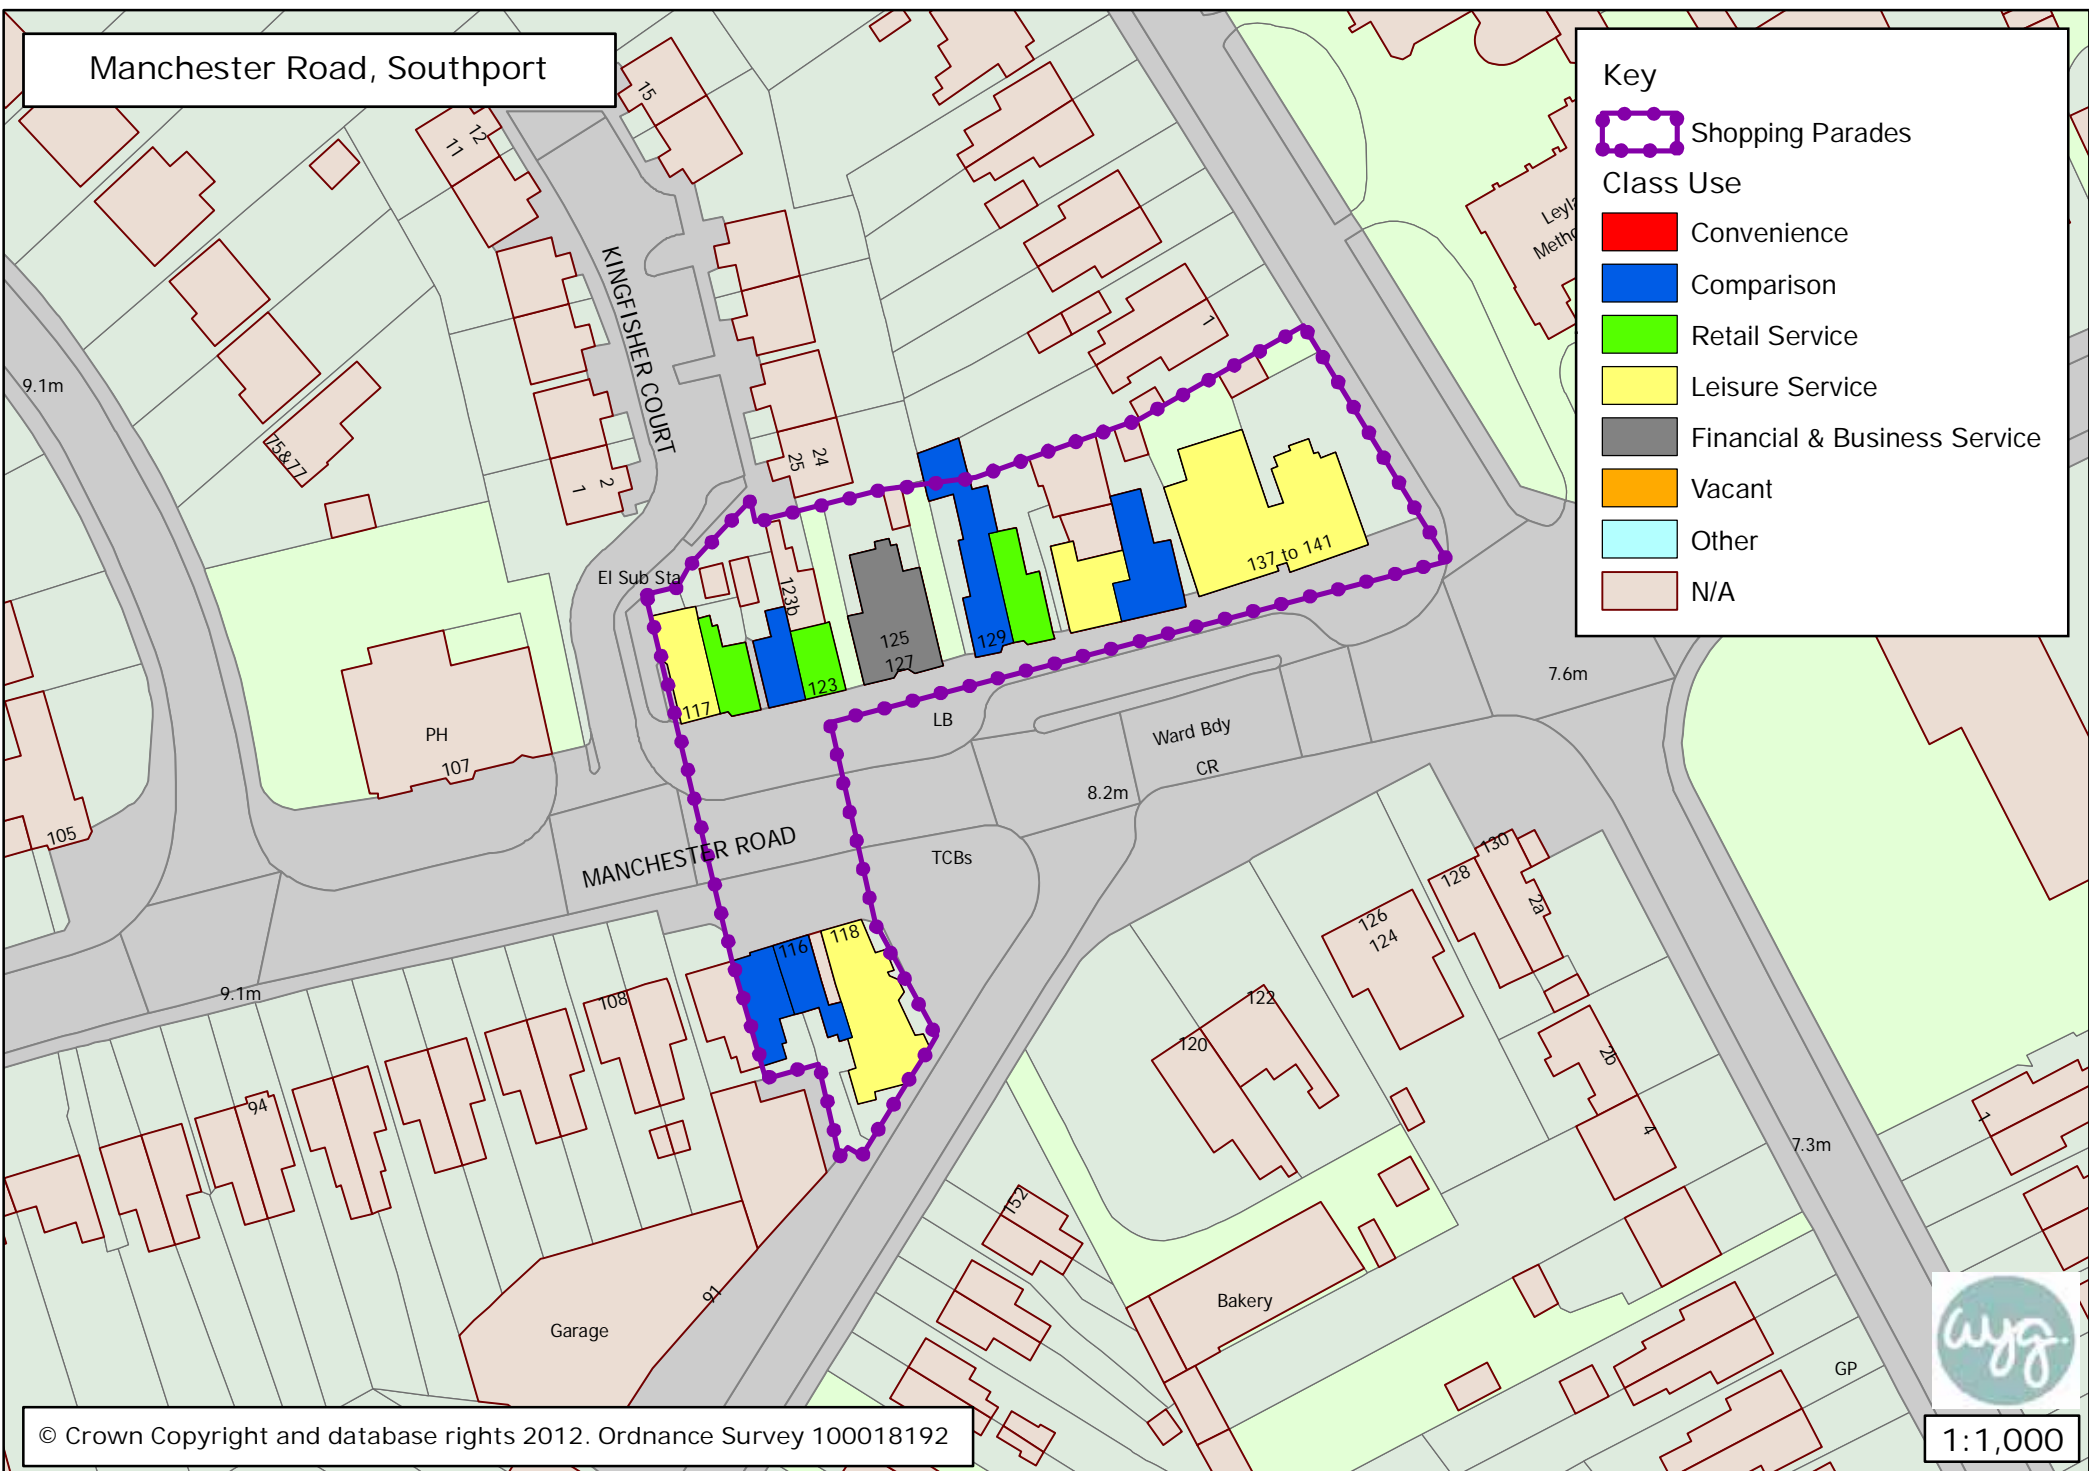 Manchester Road, Southport
Key
Shopping Parades
Class Use
Convenience
Comparison
Retail Service
Leisure Service
Financial & Business Service
Vacant
Other
N/A
15
12
11
KINGFISHER COURT
1
9.1m
75&77
25
24
1
2
El Sub Sta
123b
137 to 141
125
127
129
123
117
PH
107
105
LB
Ward Bdy
CR
7.6m
8.2m
MANCHESTER ROAD
TCBs
116
118
130
128
2a
126
124
122
120
9.1m
108
94
2b
4
1
7.3m
152
91
Garage
Bakery
GP
ayg.
© Crown Copyright and database rights 2012. Ordnance Survey 100018192
1:1,000